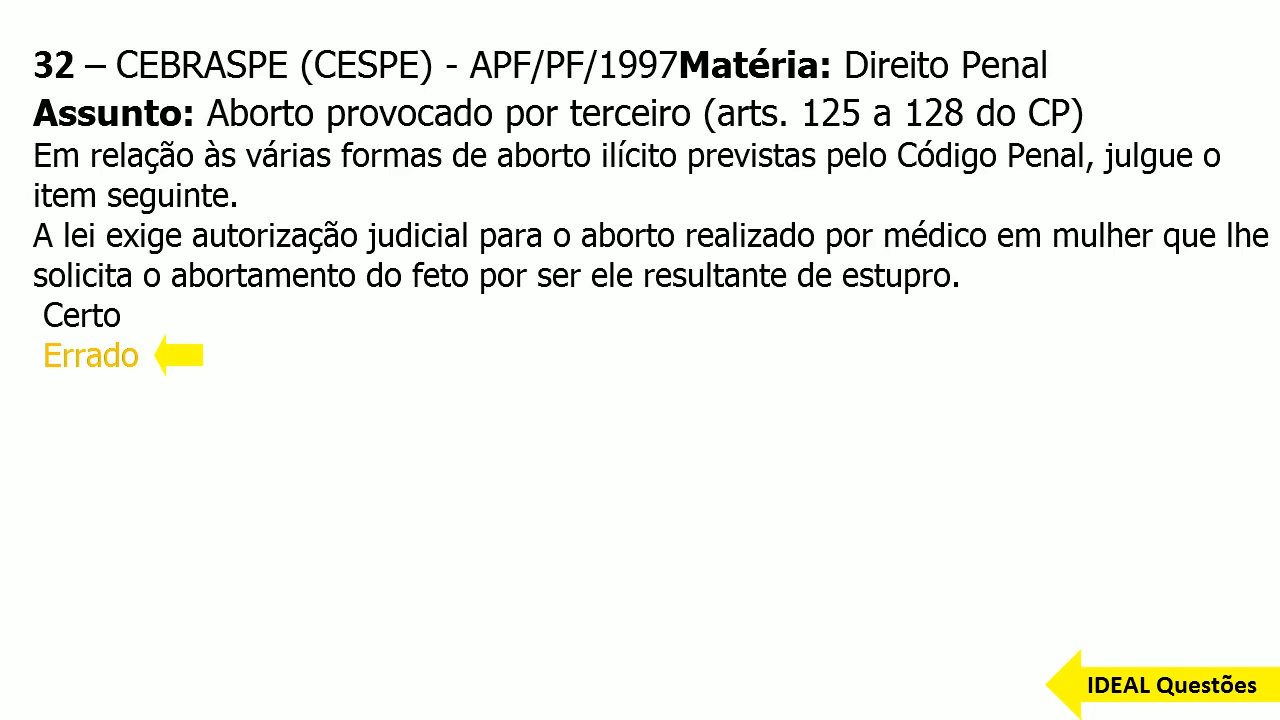 32 – CEBRASPE (CESPE) - APF/PF/1997Matéria: Direito Penal
Assunto: Aborto provocado por terceiro (arts. 125 a 128 do CP)
Em relação às várias formas de aborto ilícito previstas pelo Código Penal, julgue o
item seguinte.
A lei exige autorização judicial para o aborto realizado por médico em mulher que lhe
solicita o abortamento do feto por ser ele resultante de estupro.
Certo
Errado
IDEAL Questões